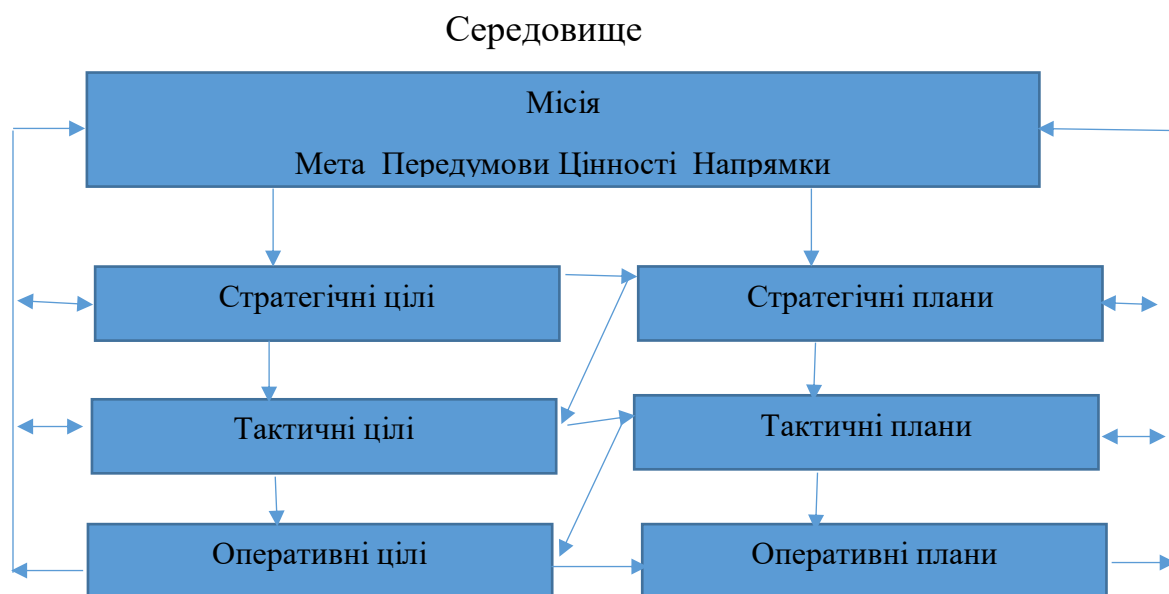 Середовище
Місія
Мета Передумови Цінності Напрямки
Стратегічні цілі
Стратегічні плани
Тактичні цілі
Тактичні плани
Оперативні цілі
Оперативні плани